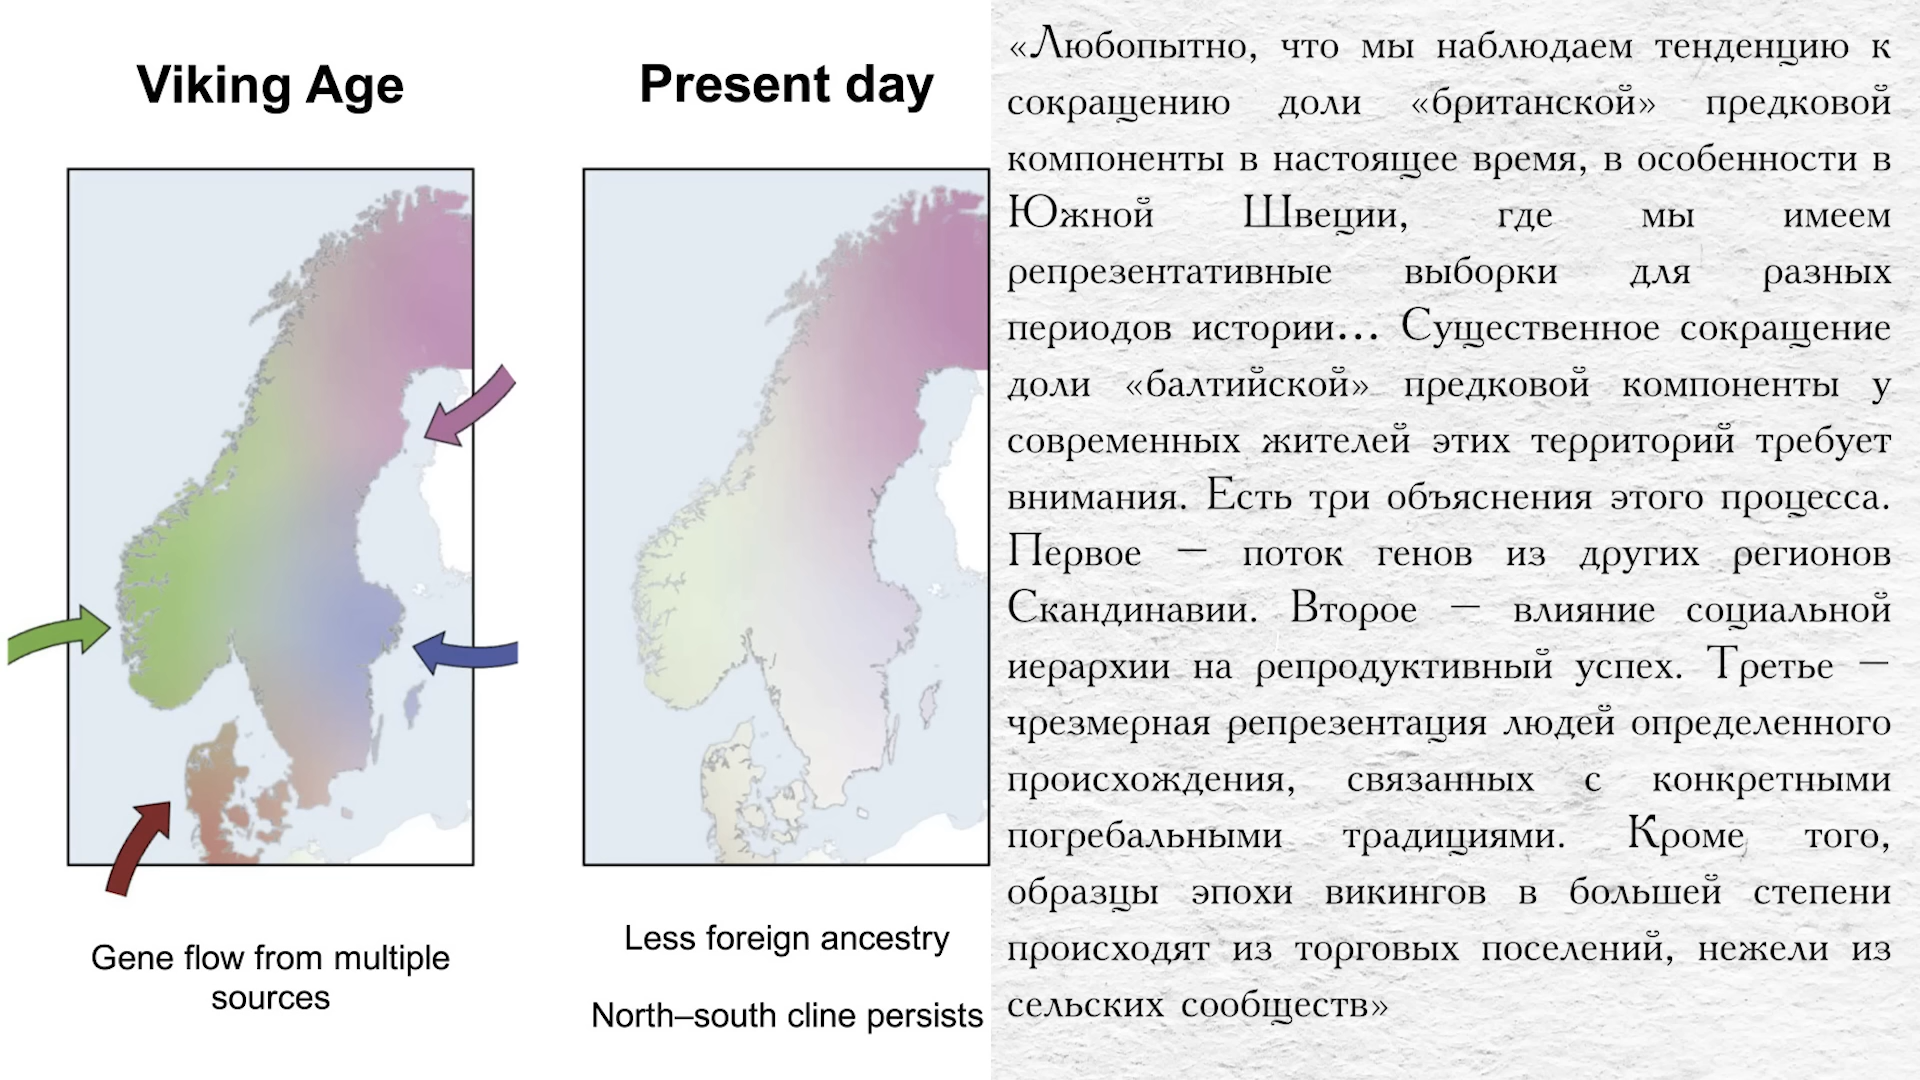 Viking Age
Present day
Gene flow from multiple
sources
Less foreign ancestry
North–south cline persists
«Любопытно, что мы наблюдаем тенденцию к
сокращению доли «британской» предковой
компоненты в настоящее время, в особенности в
Южной Швеции, где мы имеем
репрезентативные выборки для разных
периодов истории... Существенное сокращение
доли «балтийской» предковой компоненты у
современных жителей этих территорий требует
внимания. Есть три объяснения этого процесса.
Первое — поток генов из других регионов
Скандинавии. Второе — влияние социальной
иерархии на репродуктивный успех. Третье —
чрезмерная репрезентация людей определенного
происхождения, связанных с конкретными
погребальными традициями. Кроме того,
образцы эпохи викингов в большей степени
происходят из торговых поселений, нежели из
сельских сообществ»